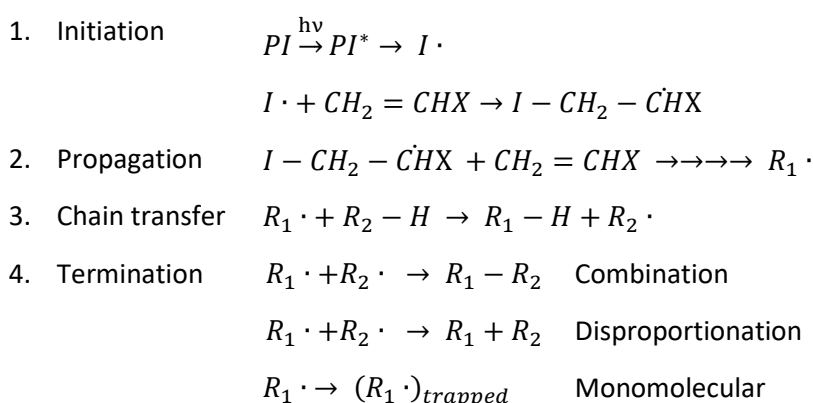 1. Initiation PI hν→ PI* → I ·
I · + CH₂ = CHX → I − CH₂ − ĊHX
2. Propagation I − CH₂ − ĊHX + CH₂ = CHX →→→→ R₁ ·
3. Chain transfer R₁ · + R₂ − H → R₁ − H + R₂ ·
4. Termination R₁ · +R₂ · → R₁ − R₂ Combination
R₁ · +R₂ · → R₁ + R₂ Disproportionation
R₁ · → (R₁ ·)trapped Monomolecular